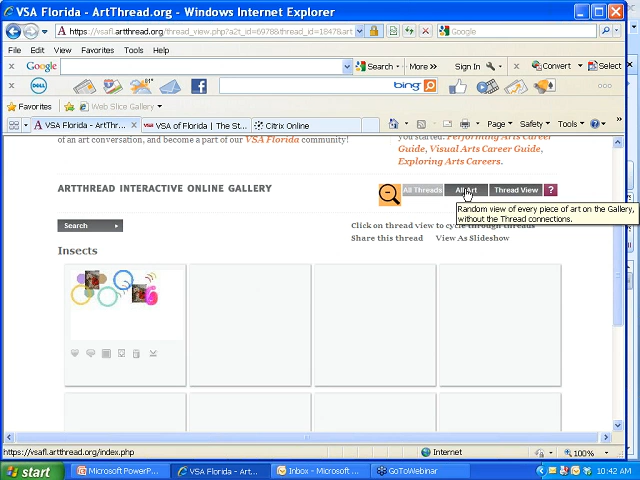 VSA Florida - ArtThread.org - Windows Internet Explorer
https://vsafl.artthread.org/thread_view.php?a2t_id=6978&thread_id=1847&art
Google
File Edit View Favorites Tools Help
x Google Search More » Sign In Convert Select
x DELL 81° bing
Favorites Web Slice Gallery
VSA Florida - ArtThr... x VSA of Florida | The St... Citrix Online Page Safety Tools
of an art conversation, and become a part of our VSA Florida community!
you started: Performing Arts Career
Guide, Visual Arts Career Guide,
Exploring Arts Careers.
ARTTHREAD INTERACTIVE ONLINE GALLERY
All Threads All Art Thread View ?
Random view of every piece of art on the Gallery,
without the Thread connections.
Search
Click on thread view to cycle through threads
Share this thread View As Slideshow
Insects
https://vsafl.artthread.org/index.php Internet 100%
start Microsoft PowerP... VSA Florida - Art... Inbox - Microsoft ... GoToWebinar 10:42 AM